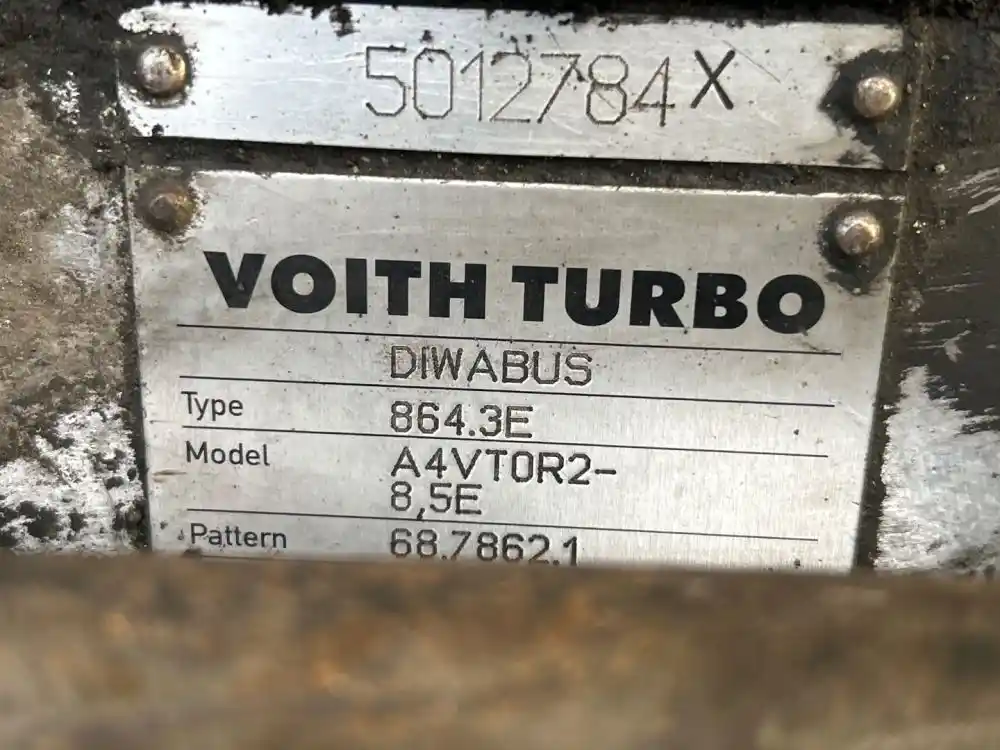 5012784X
VOITH TURBO
DIWABUS
Type 864.3E
Model A4VTOR2-
8,5E
Pattern 68.7862.1